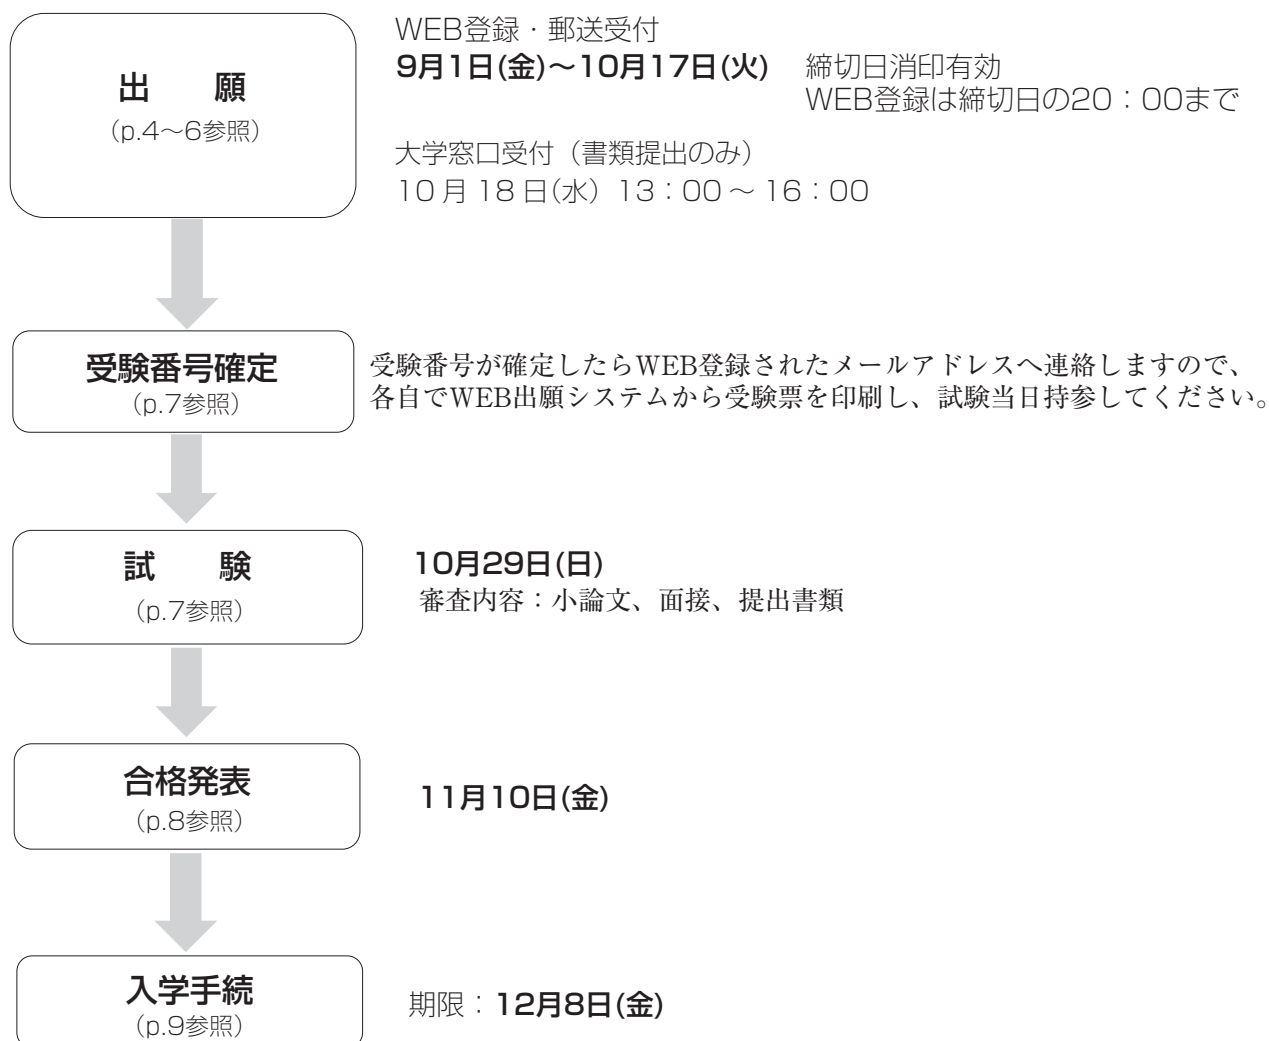 出　願
（p.4～6参照）
WEB登録・郵送受付
9月1日(金)～10月17日(火)　締切日消印有効
WEB登録は締切日の20：00まで
大学窓口受付（書類提出のみ）
10月18日(水) 13：00～16：00
受験番号確定
（p.7参照）
受験番号が確定したらWEB登録されたメールアドレスへ連絡しますので、
各自でWEB出願システムから受験票を印刷し、試験当日持参してください。
試　験
（p.7参照）
10月29日(日)
審査内容：小論文、面接、提出書類
合格発表
（p.8参照）
11月10日(金)
入学手続
（p.9参照）
期限：12月8日(金)